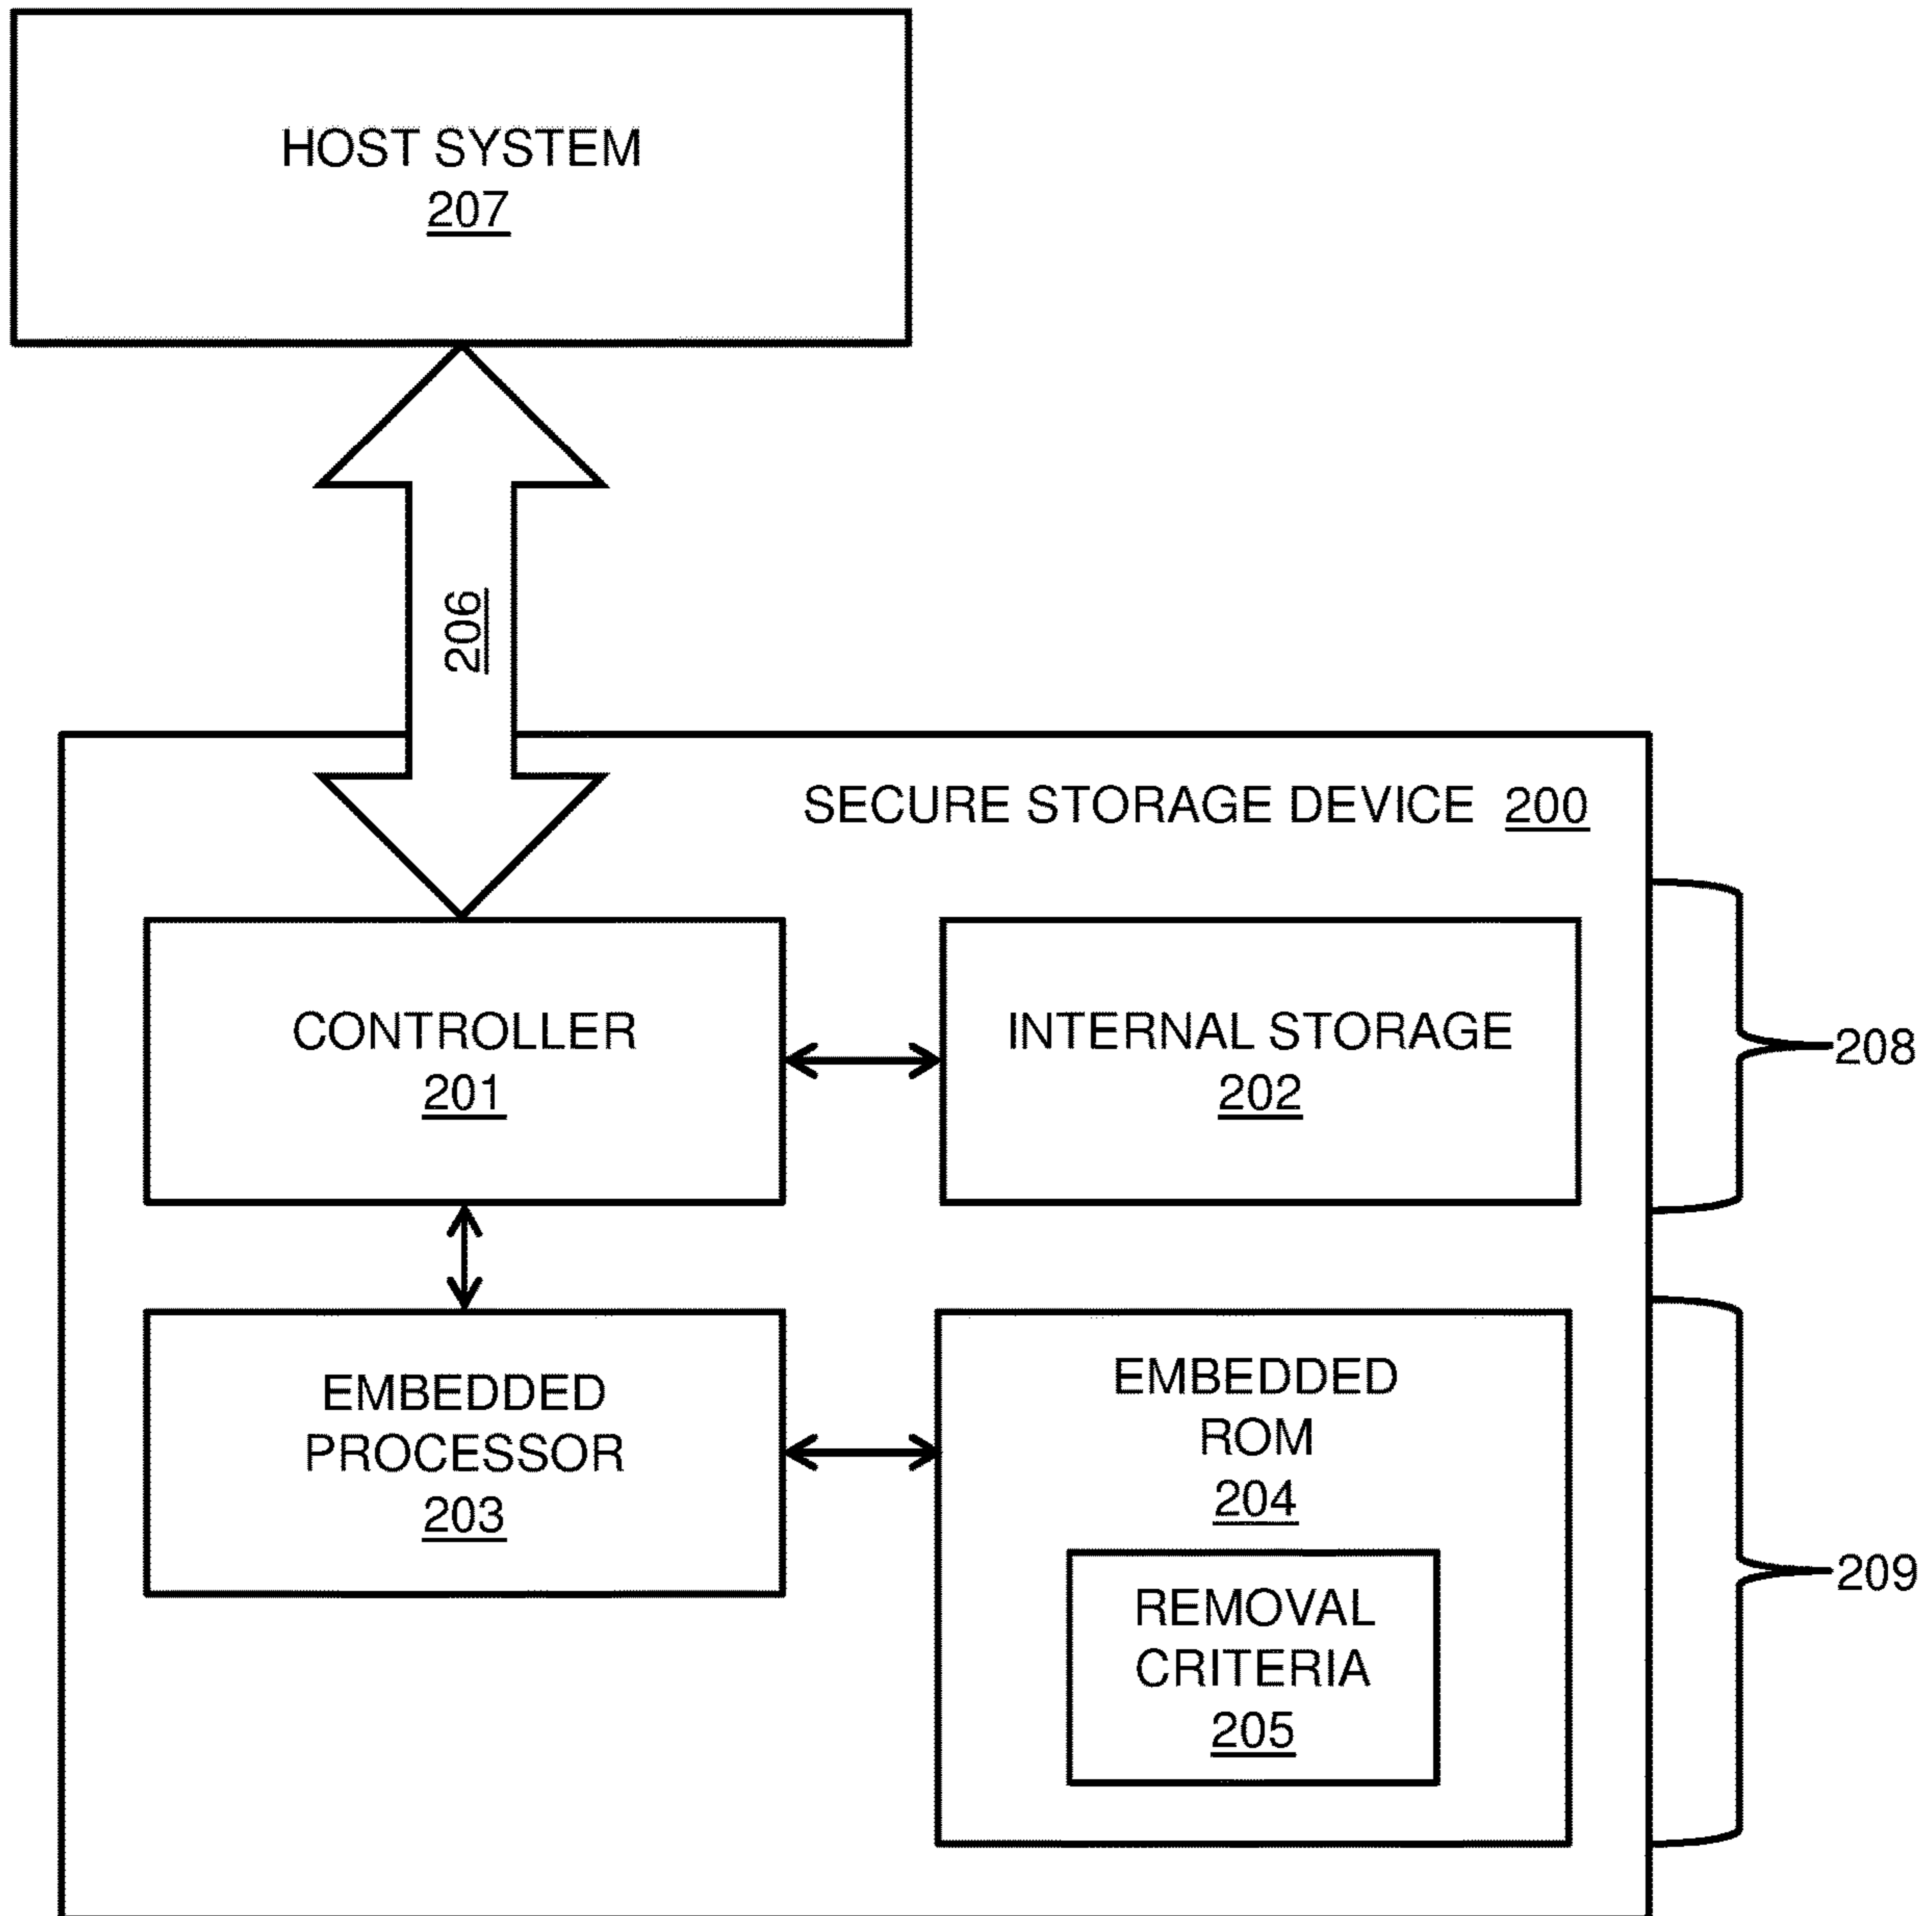 HOST SYSTEM
207
206
SECURE STORAGE DEVICE 200
CONTROLLER
201
INTERNAL STORAGE
202
208
EMBEDDED
PROCESSOR
203
EMBEDDED
ROM
204
REMOVAL
CRITERIA
205
209